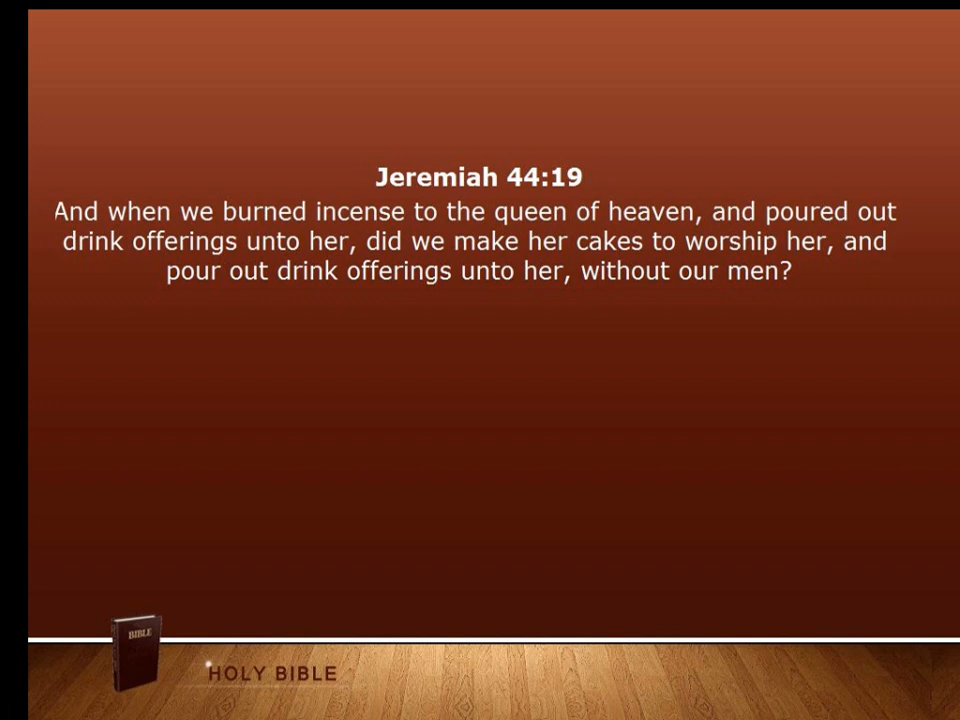 Jeremiah 44:19
And when we burned incense to the queen of heaven, and poured out
drink offerings unto her, did we make her cakes to worship her, and
pour out drink offerings unto her, without our men?
BIBLE
HOLY BIBLE